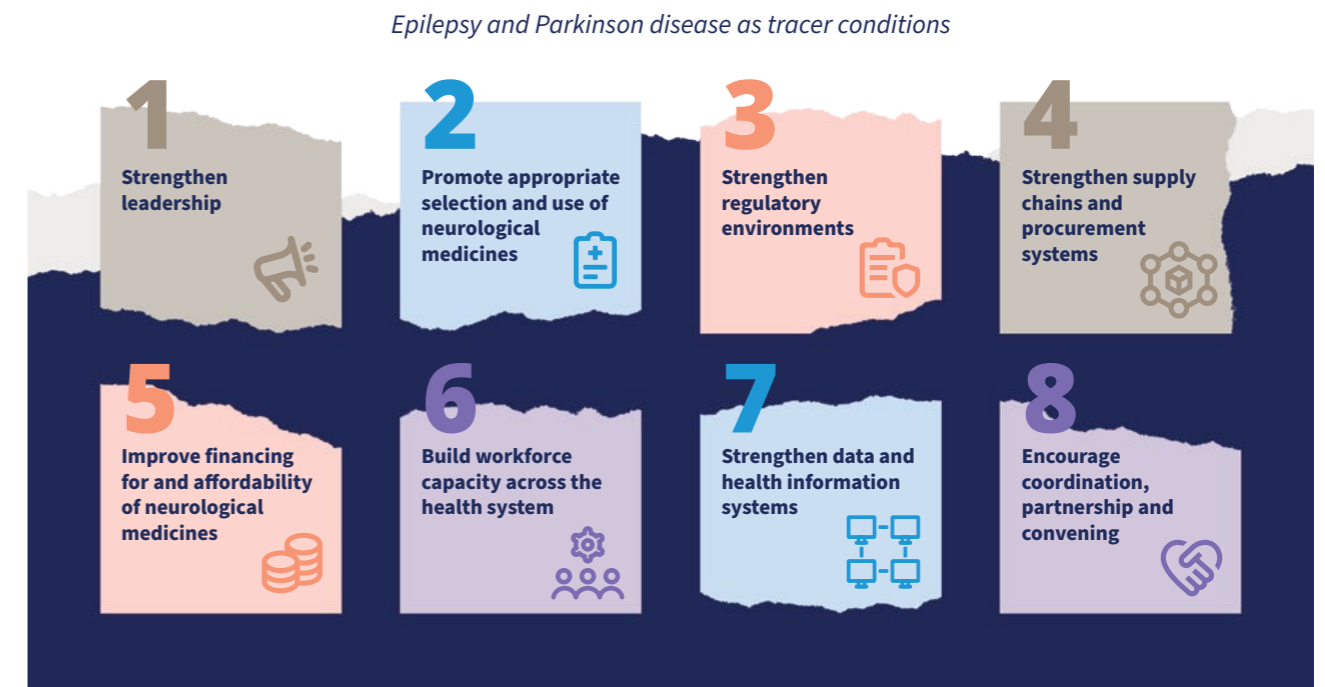 Epilepsy and Parkinson disease as tracer conditions
1
Strengthen
leadership
2
Promote appropriate
selection and use of
neurological
medicines
3
Strengthen
regulatory
environments
4
Strengthen supply
chains and
procurement
systems
5
Improve financing
for and affordability
of neurological
medicines
6
Build workforce
capacity across the
health system
7
Strengthen data and
health information
systems
8
Encourage
coordination,
partnership and
convening